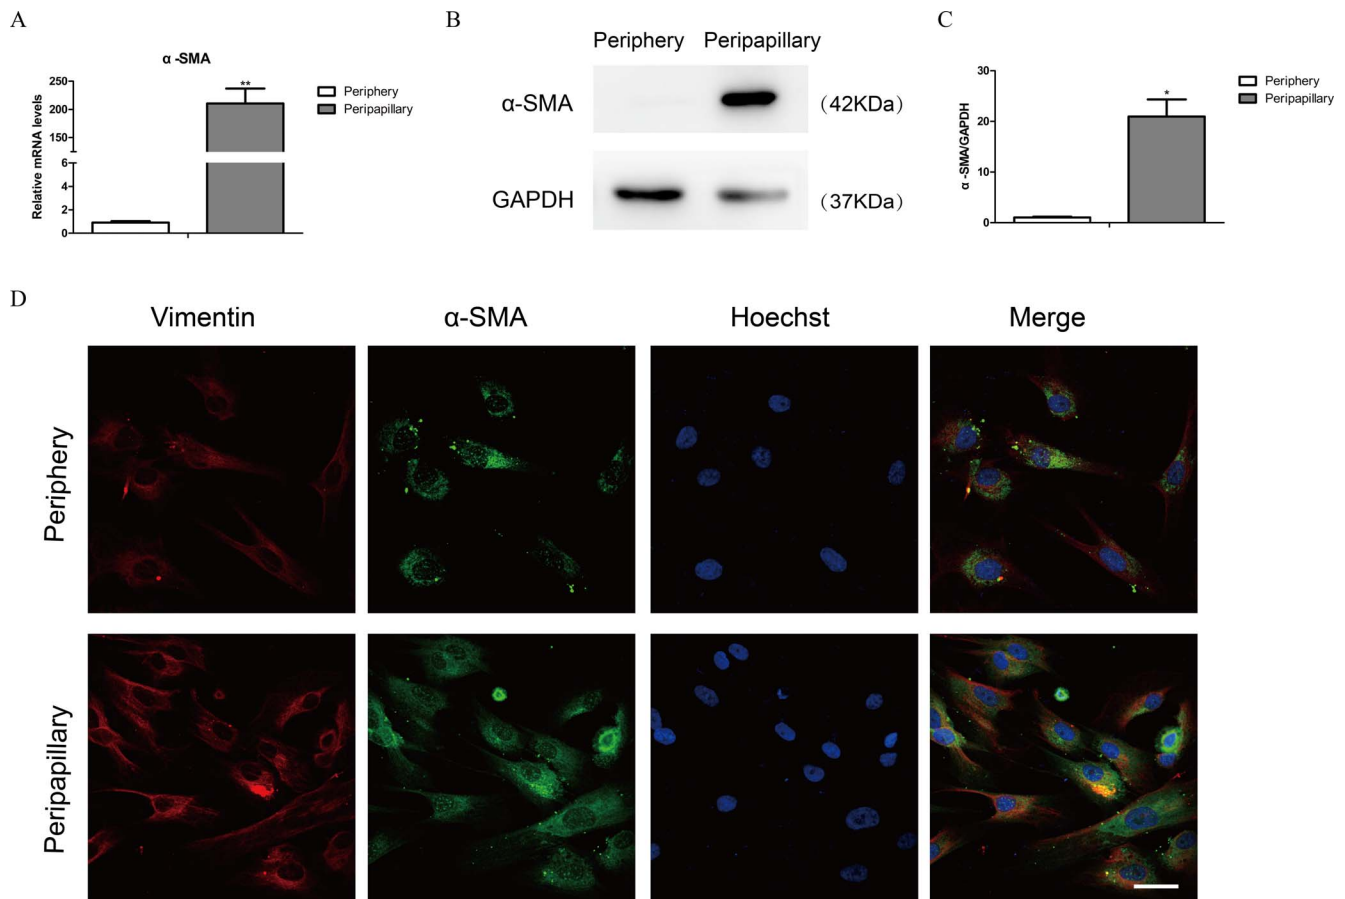 A
α -SMA
Relative mRNA levels
250
200
150
6
4
2
0
**
Periphery
Peripapillary
B
Periphery Peripapillary
α-SMA
(42KDa)
GAPDH
(37KDa)
C
α -SMA/GAPDH
30
20
10
0
*
Periphery
Peripapillary
D
Vimentin α-SMA Hoechst Merge
Periphery
Peripapillary